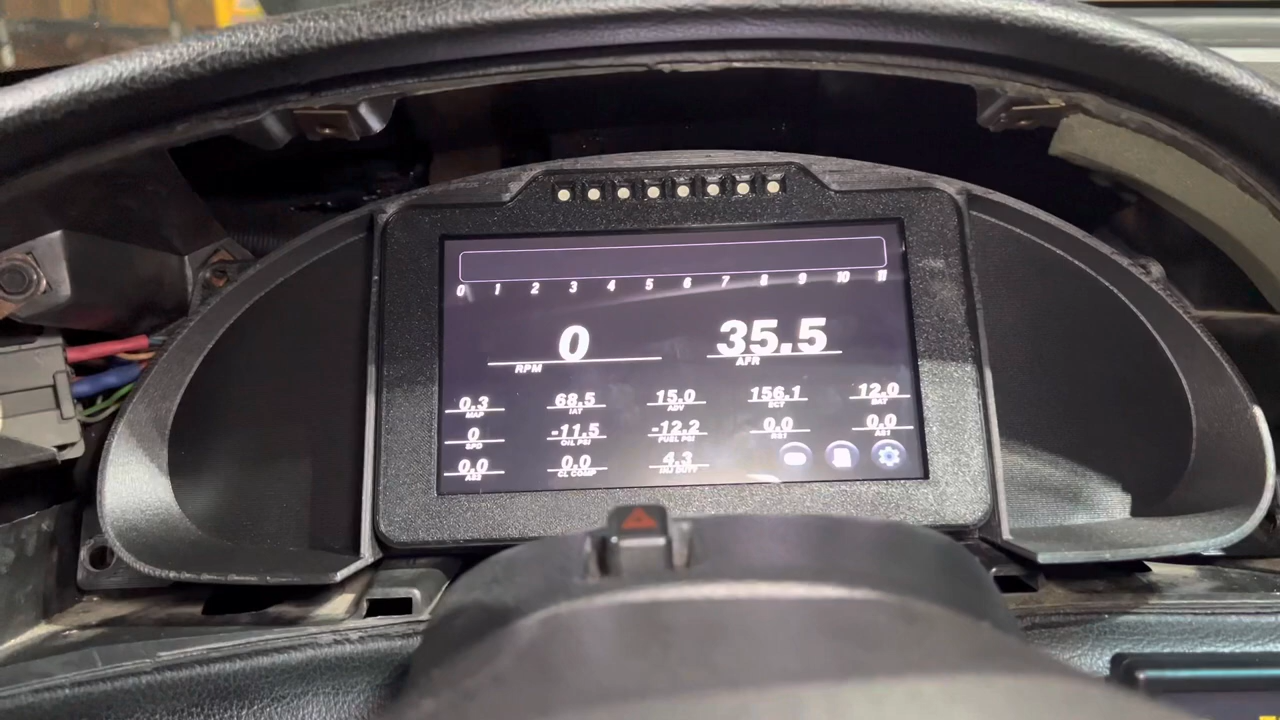 0 1 2 3 4 5 6 7 8 9 10 11
0 35.5
RPM AFR
0.3 68.5 15.0 156.1 12.0
MAP IAT ADV ECT BAT
0 -11.5 -12.2 0.0 0.0
SPD OIL PSI FUEL PSI AS1
0.0 0.0 4.3
AS2 CL COMP INJ DUTY